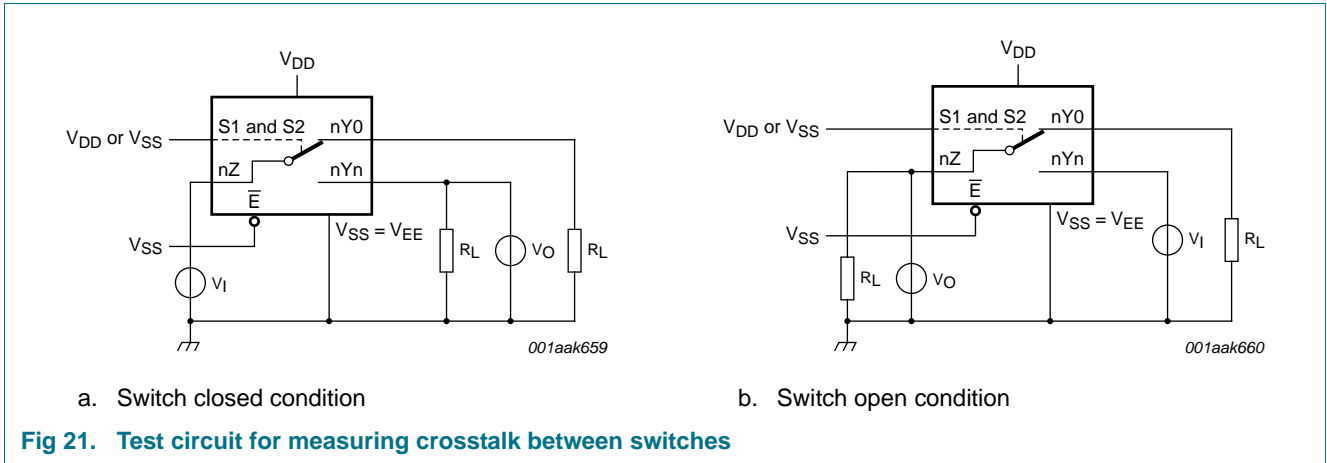 VDD
S1 and S2 nY0
VDD or VSS
nZ nYn
E̅
VSS = VEE
VSS
RL VO RL
VI
001aak659
a. Switch closed condition
VDD
S1 and S2 nY0
VDD or VSS
nZ nYn
E̅
VSS = VEE
VSS
VI RL
RL VO
001aak660
b. Switch open condition
Fig 21. Test circuit for measuring crosstalk between switches